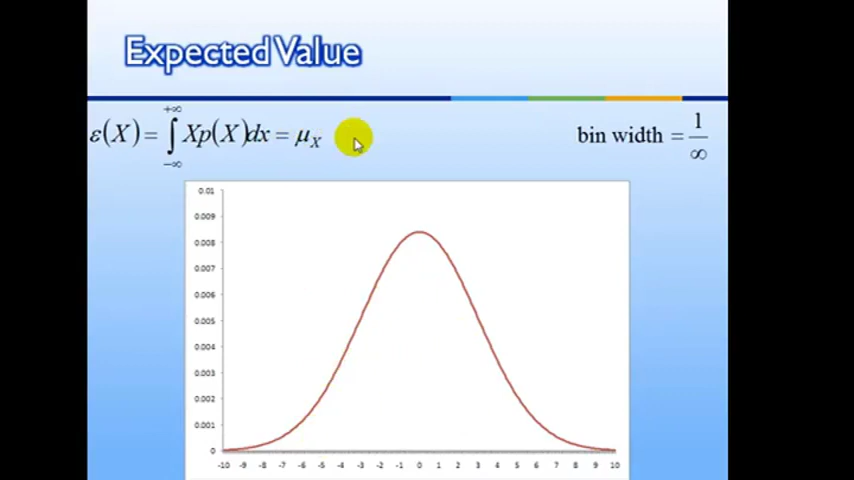 Expected Value
ε(X) = ∫_{-∞}^{+∞} Xp(X)dx = μ_X
bin width = 1/∞
0.01
0.009
0.008
0.007
0.006
0.005
0.004
0.003
0.002
0.001
0
-10 -9 -8 -7 -6 -5 -4 -3 -2 -1 0 1 2 3 4 5 6 7 8 9 10